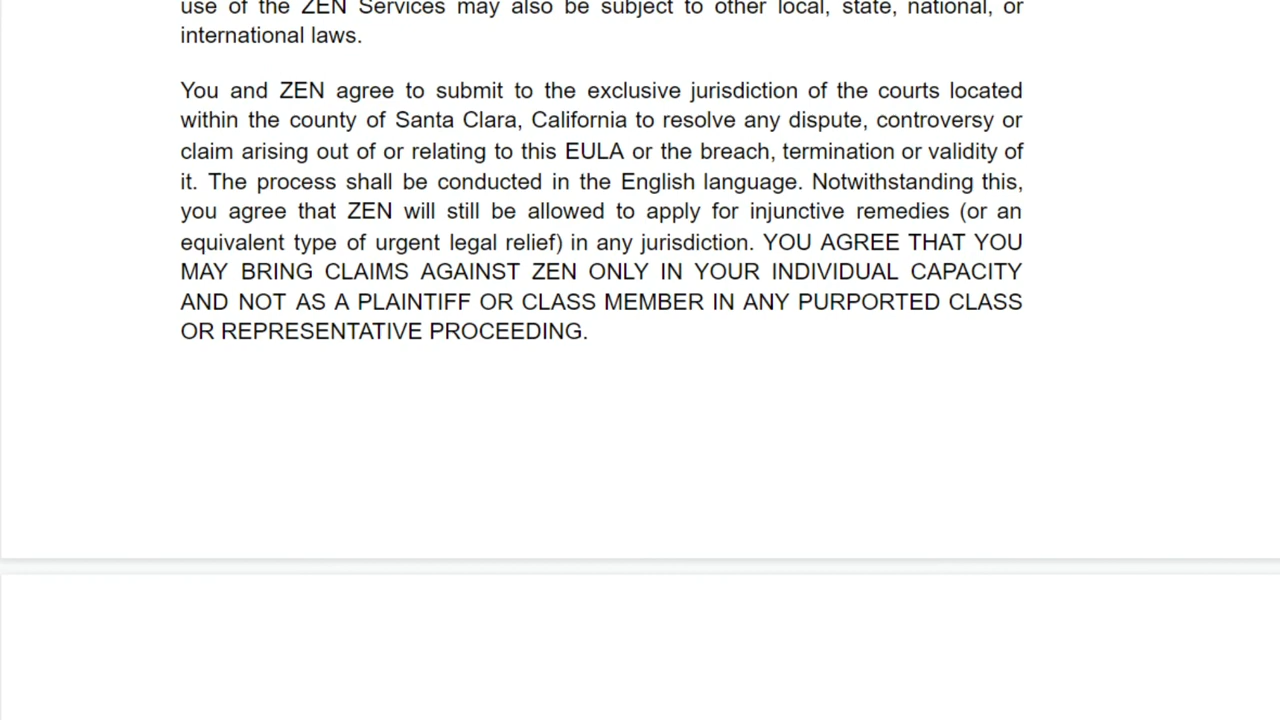 use of the ZEN Services may also be subject to other local, state, national, or
international laws.
You and ZEN agree to submit to the exclusive jurisdiction of the courts located
within the county of Santa Clara, California to resolve any dispute, controversy or
claim arising out of or relating to this EULA or the breach, termination or validity of
it. The process shall be conducted in the English language. Notwithstanding this,
you agree that ZEN will still be allowed to apply for injunctive remedies (or an
equivalent type of urgent legal relief) in any jurisdiction. YOU AGREE THAT YOU
MAY BRING CLAIMS AGAINST ZEN ONLY IN YOUR INDIVIDUAL CAPACITY
AND NOT AS A PLAINTIFF OR CLASS MEMBER IN ANY PURPORTED CLASS
OR REPRESENTATIVE PROCEEDING.